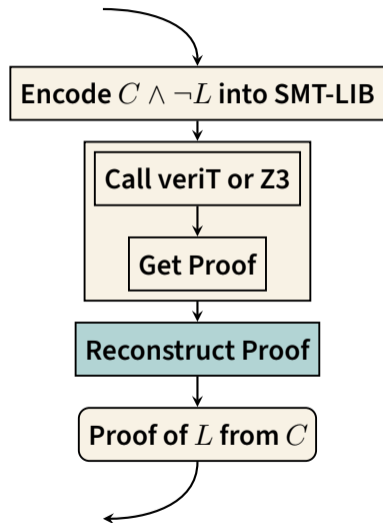 Encode C ∧ ¬L into SMT-LIB
Call veriT or Z3
Get Proof
Reconstruct Proof
Proof of L from C